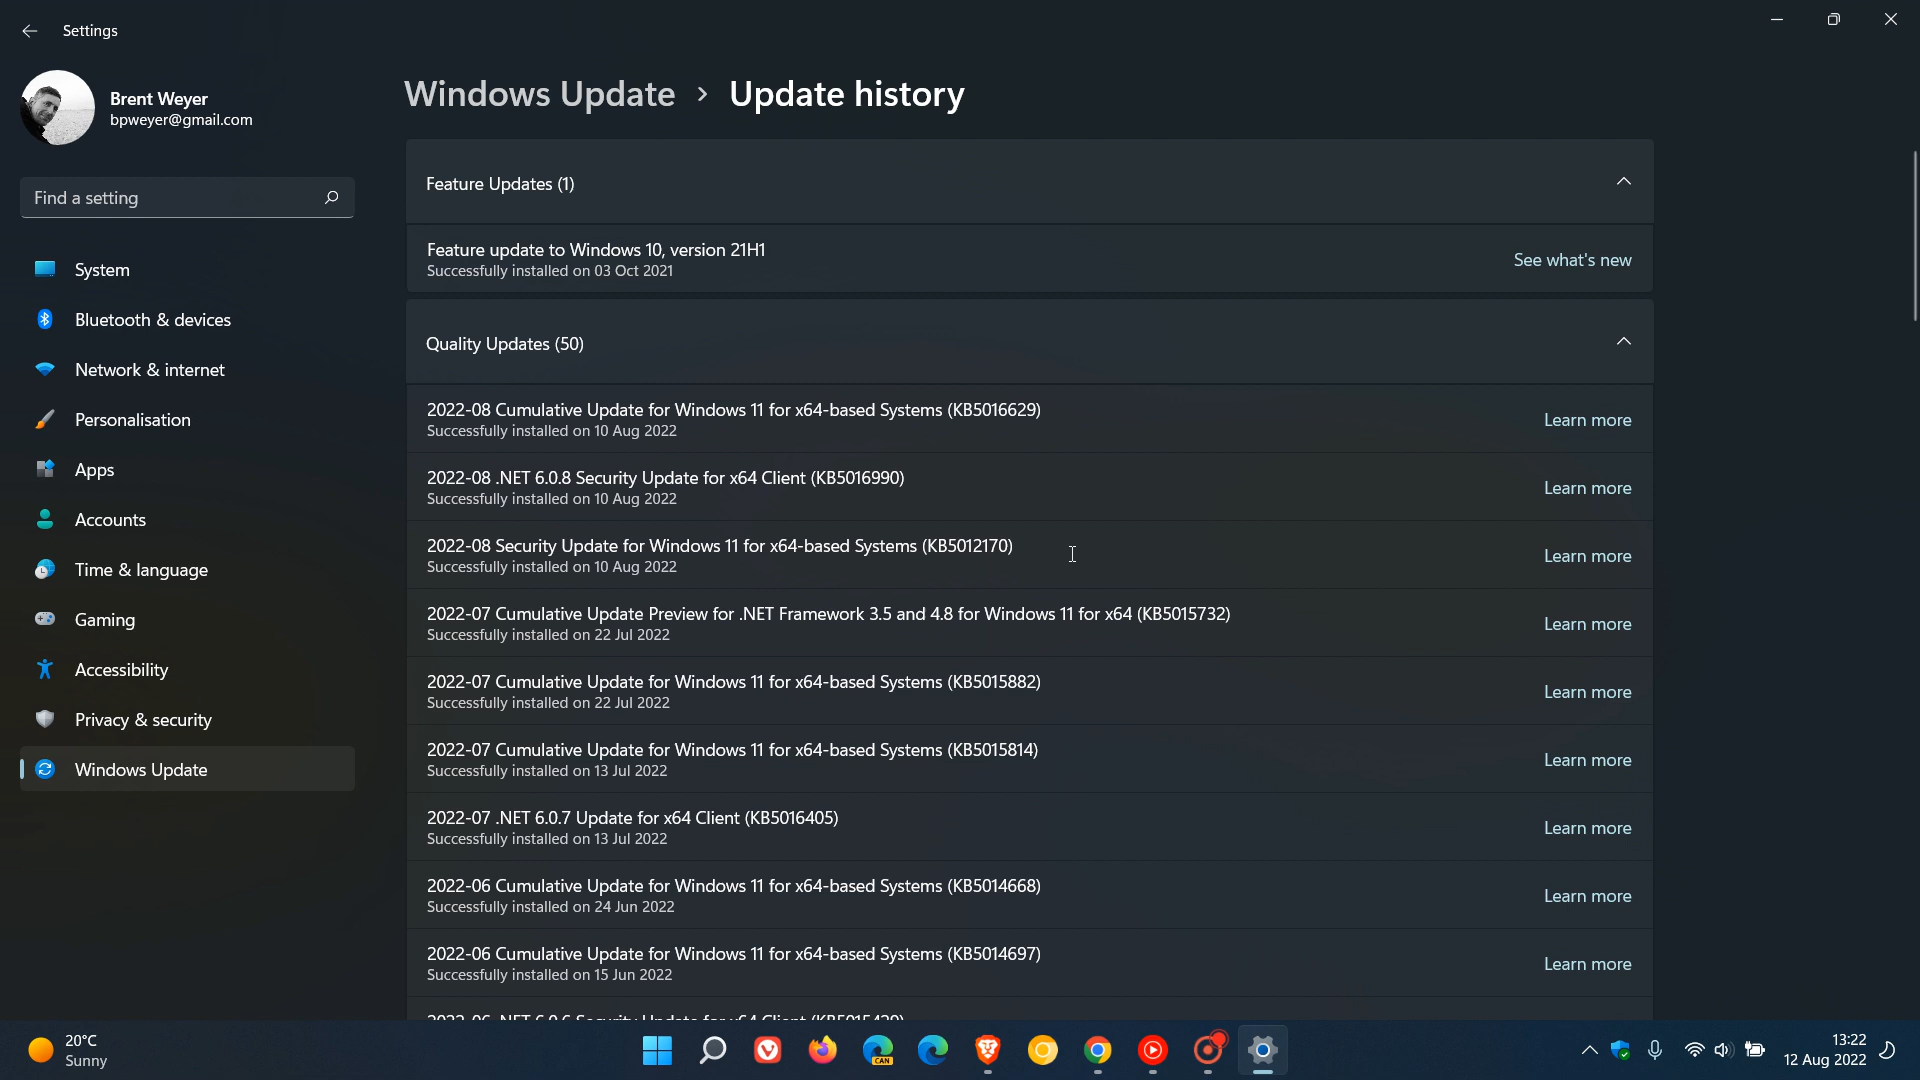 Settings
Brent Weyer
bpweyer@gmail.com
Find a setting
System
Bluetooth & devices
Network & internet
Personalisation
Apps
Accounts
Time & language
Gaming
Accessibility
Privacy & security
Windows Update
Windows Update > Update history
Feature Updates (1)
Feature update to Windows 10, version 21H1
Successfully installed on 03 Oct 2021
See what's new
Quality Updates (50)
2022-08 Cumulative Update for Windows 11 for x64-based Systems (KB5016629)
Successfully installed on 10 Aug 2022
Learn more
2022-08 .NET 6.0.8 Security Update for x64 Client (KB5016990)
Successfully installed on 10 Aug 2022
Learn more
2022-08 Security Update for Windows 11 for x64-based Systems (KB5012170)
Successfully installed on 10 Aug 2022
Learn more
2022-07 Cumulative Update Preview for .NET Framework 3.5 and 4.8 for Windows 11 for x64 (KB5015732)
Successfully installed on 22 Jul 2022
Learn more
2022-07 Cumulative Update for Windows 11 for x64-based Systems (KB5015882)
Successfully installed on 22 Jul 2022
Learn more
2022-07 Cumulative Update for Windows 11 for x64-based Systems (KB5015814)
Successfully installed on 13 Jul 2022
Learn more
2022-07 .NET 6.0.7 Update for x64 Client (KB5016405)
Successfully installed on 13 Jul 2022
Learn more
2022-06 Cumulative Update for Windows 11 for x64-based Systems (KB5014668)
Successfully installed on 24 Jun 2022
Learn more
2022-06 Cumulative Update for Windows 11 for x64-based Systems (KB5014697)
Successfully installed on 15 Jun 2022
Learn more
2022-06 .NET 6.0.6 Security Update for x64 Client
20°C
Sunny
CAN
13:22
12 Aug 2022